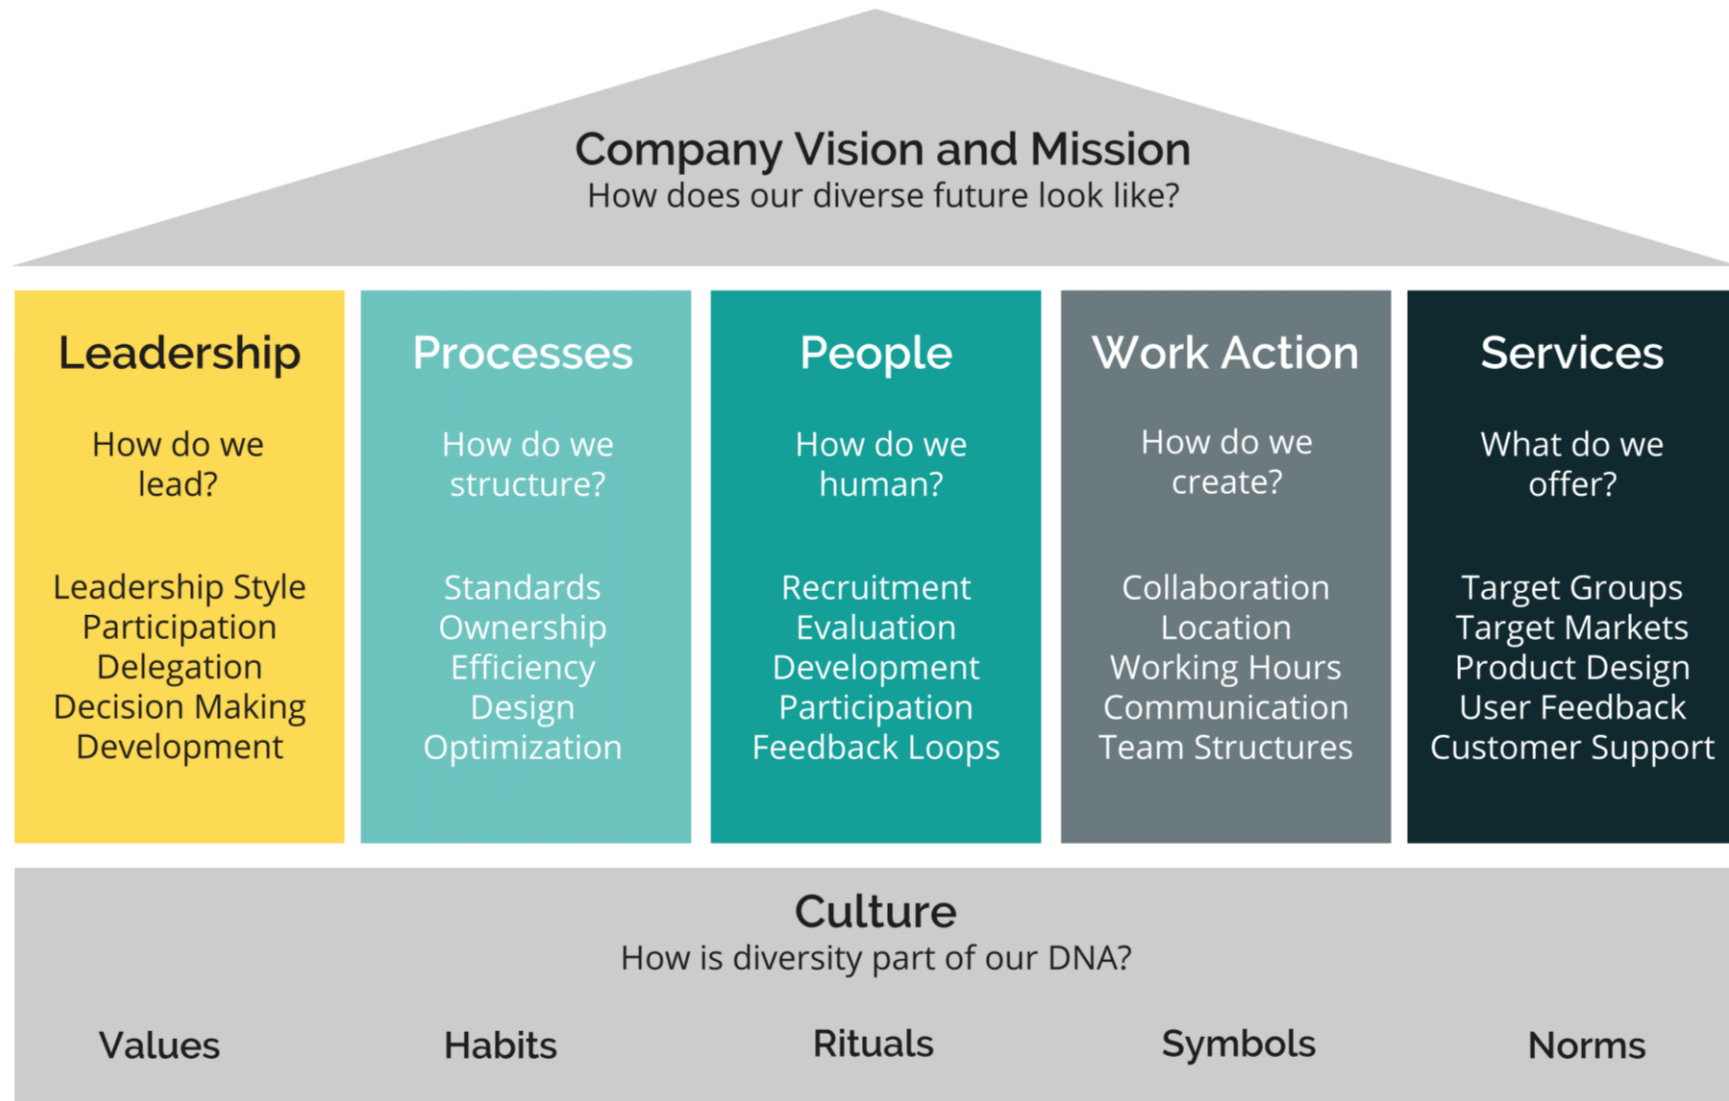 Company Vision and Mission
How does our diverse future look like?
Leadership
How do we
lead?
Leadership Style
Participation
Delegation
Decision Making
Development
Processes
How do we
structure?
Standards
Ownership
Efficiency
Design
Optimization
People
How do we
human?
Recruitment
Evaluation
Development
Participation
Feedback Loops
Work Action
How do we
create?
Collaboration
Location
Working Hours
Communication
Team Structures
Services
What do we
offer?
Target Groups
Target Markets
Product Design
User Feedback
Customer Support
Culture
How is diversity part of our DNA?
Values
Habits
Rituals
Symbols
Norms